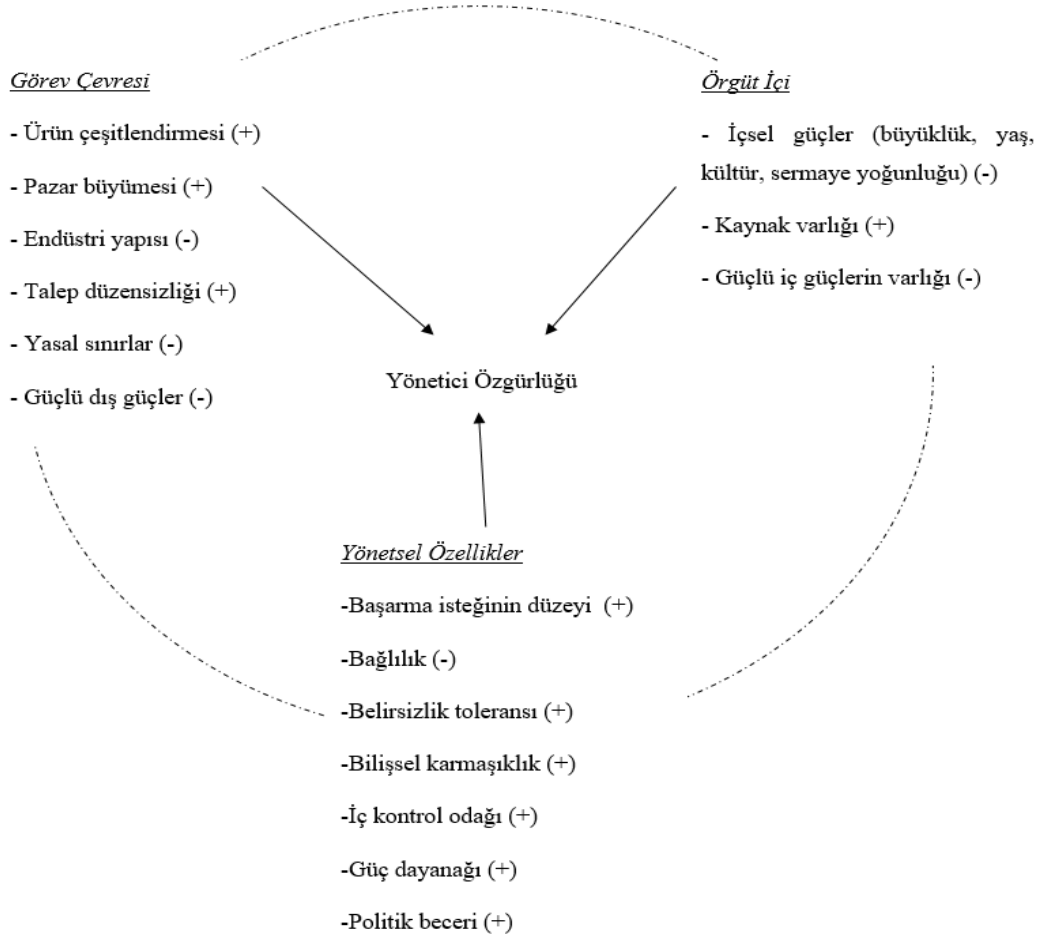 Görev Çevresi
- Ürün çeşitlendirmesi (+)
- Pazar büyümesi (+)
- Endüstri yapısı (-)
- Talep düzensizliği (+)
- Yasal sınırlar (-)
- Güçlü dış güçler (-)
Örgüt İçi
- İçsel güçler (büyüklük, yaş,
kültür, sermaye yoğunluğu) (-)
- Kaynak varlığı (+)
- Güçlü iç güçlerin varlığı (-)
Yönetici Özgürlüğü
Yönetsel Özellikler
-Başarma isteğinin düzeyi (+)
-Bağlılık (-)
-Belirsizlik toleransı (+)
-Bilişsel karmaşıklık (+)
-İç kontrol odağı (+)
-Güç dayanağı (+)
-Politik beceri (+)